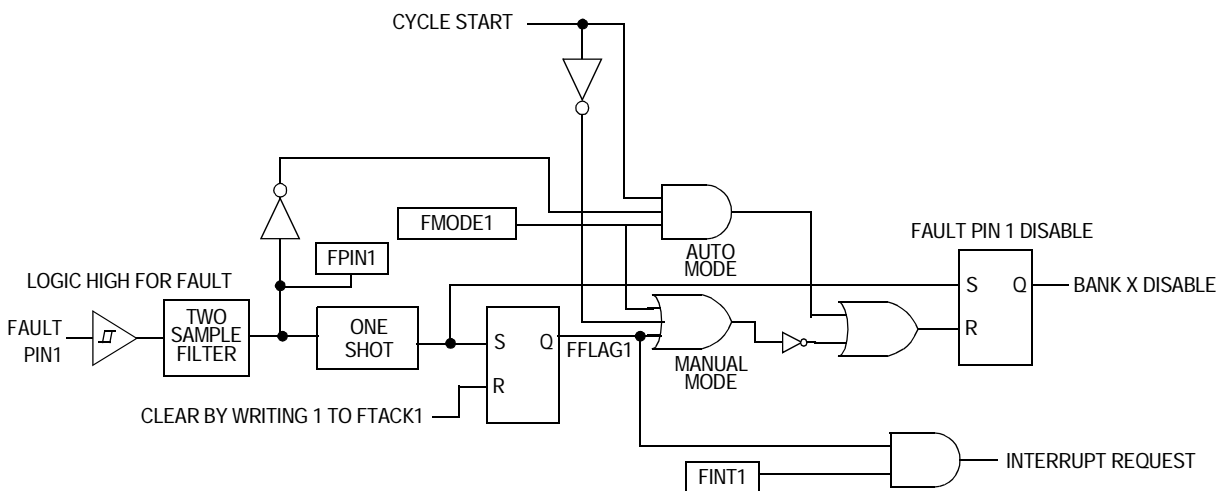 CYCLE START
FMODE1
AUTO
MODE
FAULT PIN 1 DISABLE
FPIN1
LOGIC HIGH FOR FAULT
S
Q
BANK X DISABLE
R
FAULT
PIN1
TWO
SAMPLE
FILTER
ONE
SHOT
S
Q
FFLAG1
R
MANUAL
MODE
CLEAR BY WRITING 1 TO FTACK1
INTERRUPT REQUEST
FINT1